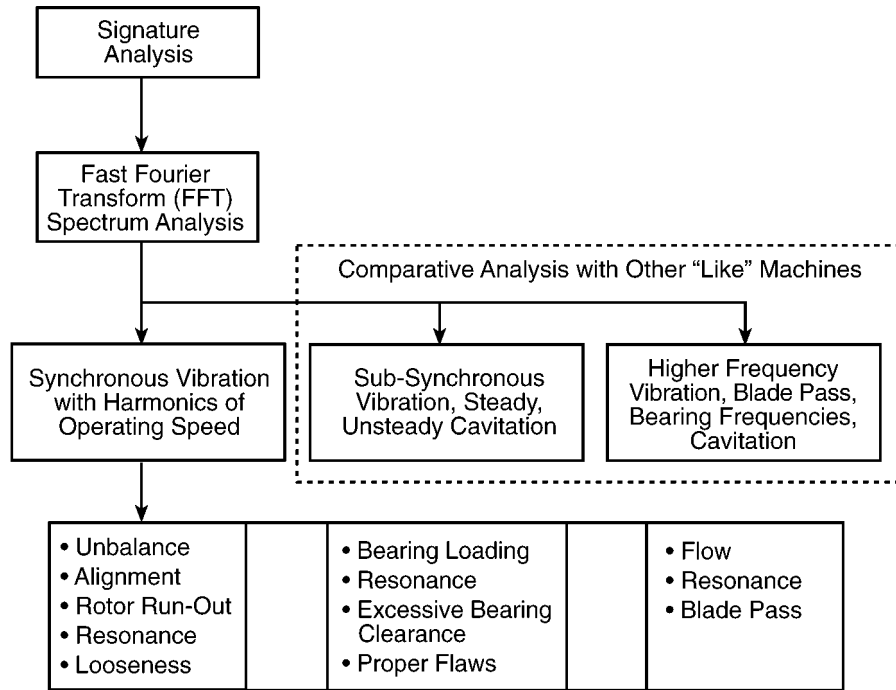 Signature
Analysis
Fast Fourier
Transform (FFT)
Spectrum Analysis
Comparative Analysis with Other “Like” Machines
Synchronous Vibration
with Harmonics of
Operating Speed
Sub-Synchronous
Vibration, Steady,
Unsteady Cavitation
Higher Frequency
Vibration, Blade Pass,
Bearing Frequencies,
Cavitation
• Unbalance
• Alignment
• Rotor Run-Out
• Resonance
• Looseness
• Bearing Loading
• Resonance
• Excessive Bearing
Clearance
• Proper Flaws
• Flow
• Resonance
• Blade Pass